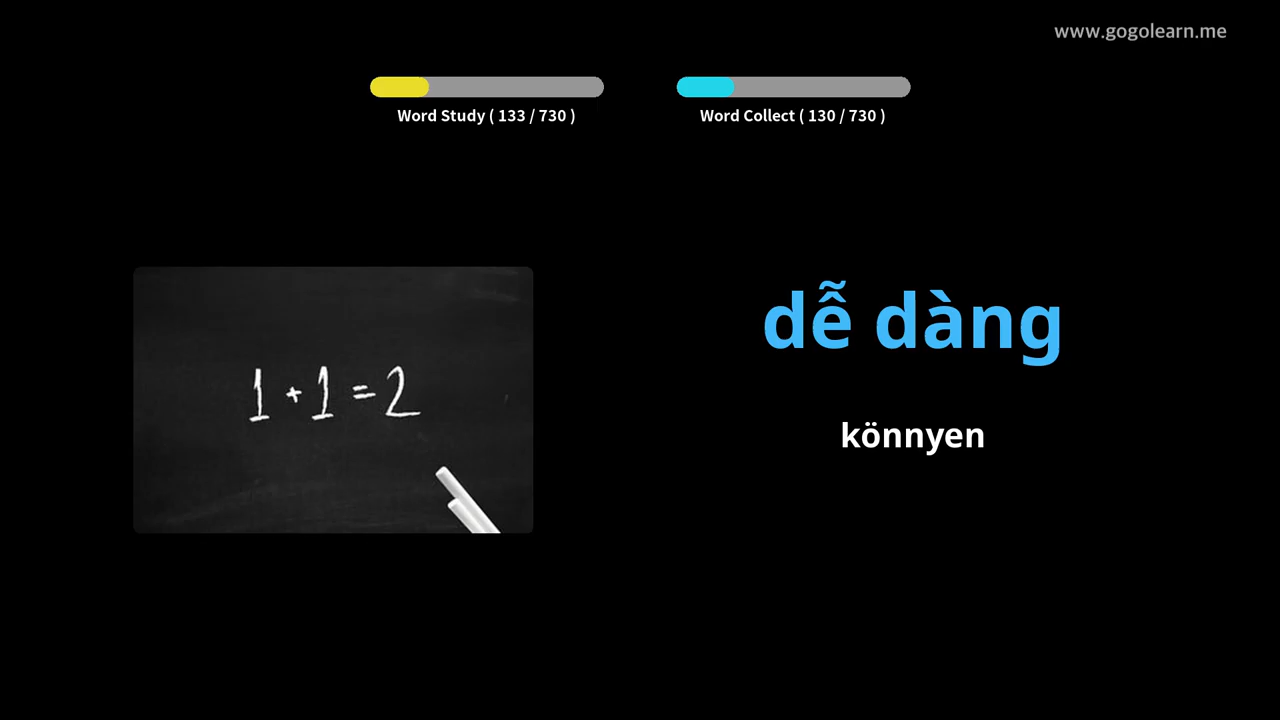 www.gogolearn.me
Word Study ( 133 / 730 )
Word Collect ( 130 / 730 )
1 + 1 = 2
dễ dàng
könnyen